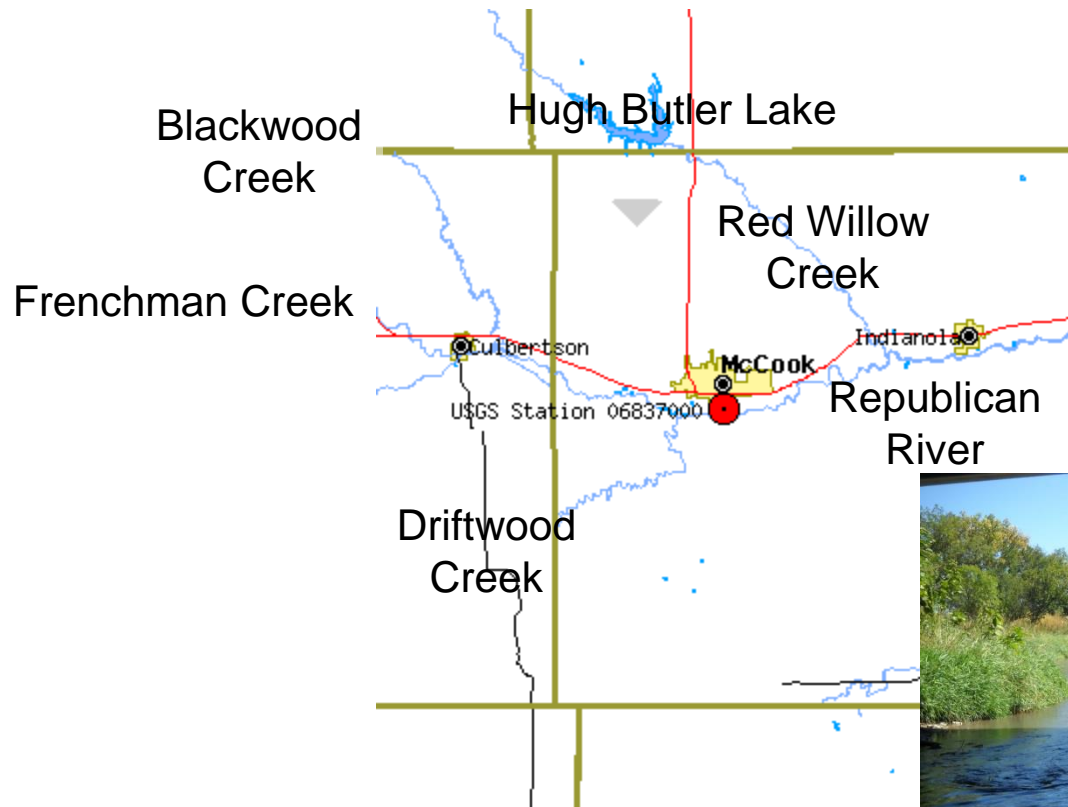 Hugh Butler Lake
Blackwood
Creek
Red Willow
Creek
Frenchman Creek
Indianola
Culbertson
McCook
USGS Station 06837000
Republican
River
Driftwood
Creek